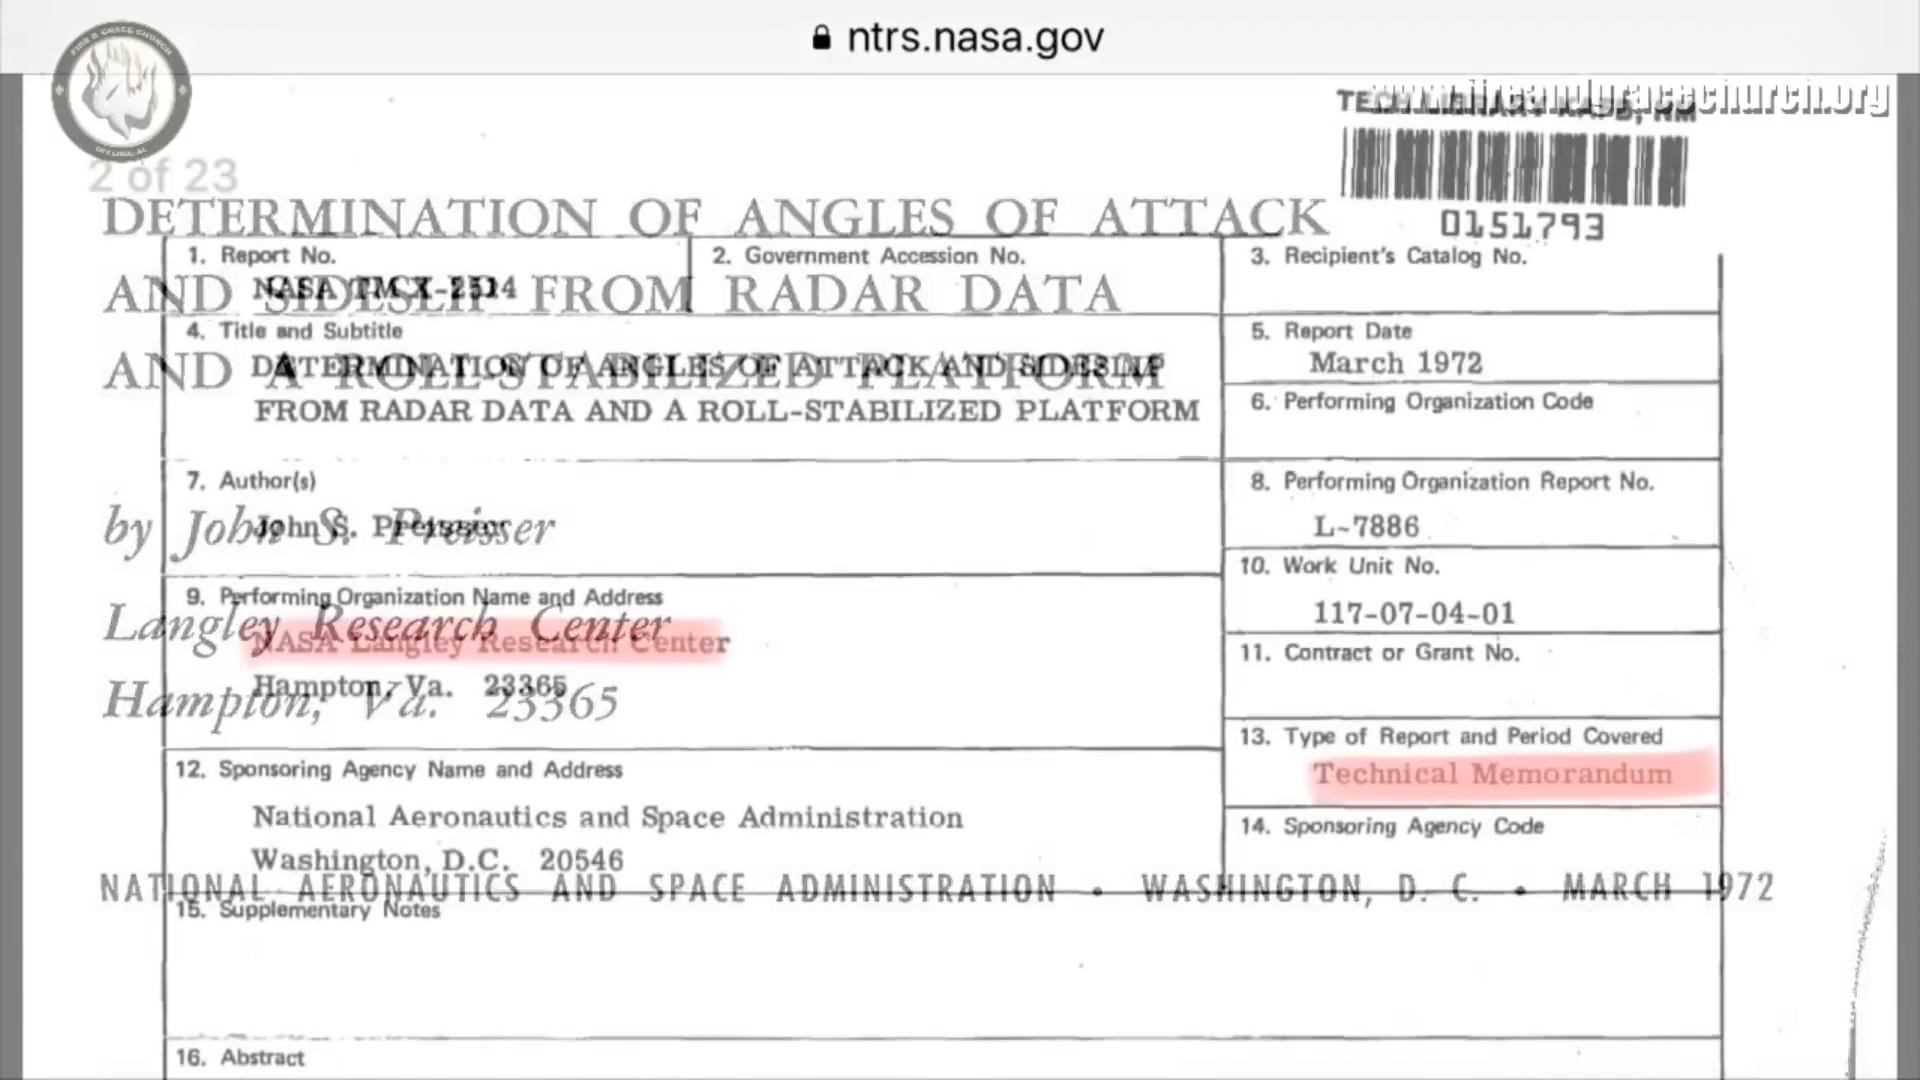 ntrs.nasa.gov
FIRE & GRACE CHURCH
www.fireandgracechurch.org
TECH LIBRARY KAFB, NM
0151793
2 of 23
DETERMINATION OF ANGLES OF ATTACK
AND SIDESLIP FROM RADAR DATA
AND A ROLL-STABILIZED PLATFORM
by John S. Preisser
Langley Research Center
Hampton, Va. 23365
NATIONAL AERONAUTICS AND SPACE ADMINISTRATION • WASHINGTON, D. C. • MARCH 1972
1. Report No.
NASA TM X-2514
2. Government Accession No.
3. Recipient's Catalog No.
4. Title and Subtitle
DETERMINATION OF ANGLES OF ATTACK AND SIDESLIP
FROM RADAR DATA AND A ROLL-STABILIZED PLATFORM
5. Report Date
March 1972
6. Performing Organization Code
7. Author(s)
John S. Preisser
8. Performing Organization Report No.
L-7886
9. Performing Organization Name and Address
NASA Langley Research Center
Hampton, Va. 23365
10. Work Unit No.
117-07-04-01
11. Contract or Grant No.
12. Sponsoring Agency Name and Address
National Aeronautics and Space Administration
Washington, D.C. 20546
13. Type of Report and Period Covered
Technical Memorandum
14. Sponsoring Agency Code
15. Supplementary Notes
16. Abstract